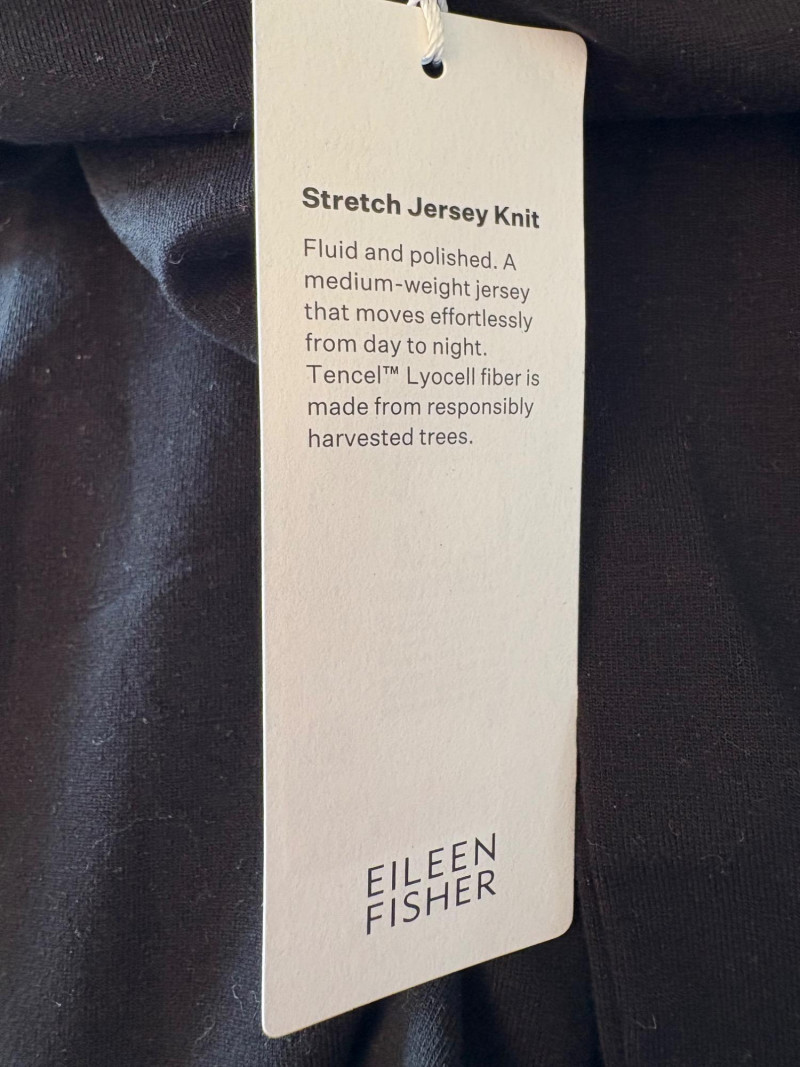 Stretch Jersey Knit
Fluid and polished. A
medium-weight jersey
that moves effortlessly
from day to night.
Tencel™ Lyocell fiber is
made from responsibly
harvested trees.
EILEEN
FISHER